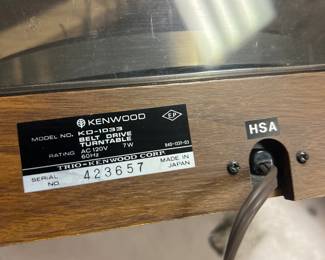 KENWOOD
MODEL NO. KD-1033
BELT DRIVE
TURNTABLE
RATING AC 120V 7W
60Hz
TRIO-KENWOOD CORP.
SERIAL NO. 423657
MADE IN JAPAN
HSA